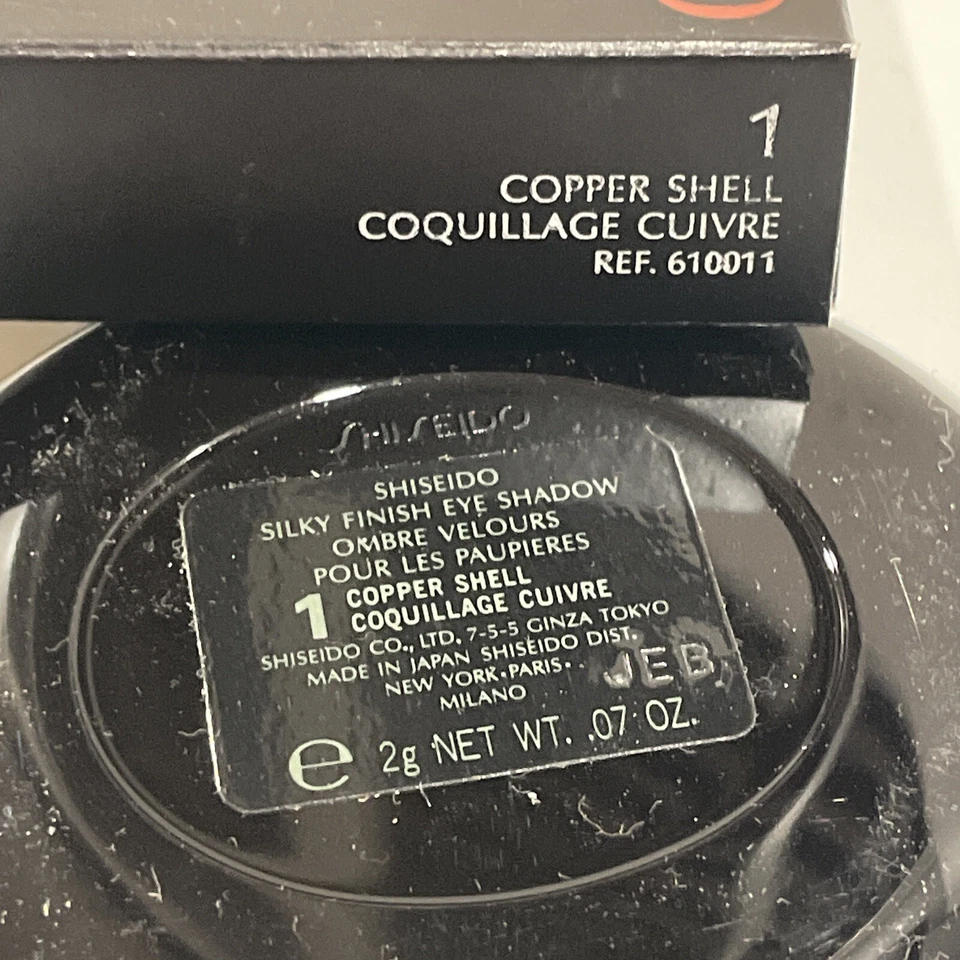 1
COPPER SHELL
COQUILLAGE CUIVRE
REF. 610011
SHISEIDO
SHISEIDO
SILKY FINISH EYE SHADOW
OMBRE VELOURS
POUR LES PAUPIERES
1 COPPER SHELL
COQUILLAGE CUIVRE
SHISEIDO CO., LTD. 7-5-5 GINZA TOKYO
MADE IN JAPAN SHISEIDO DIST.
NEW YORK•PARIS•
MILANO
JEB
e 2g NET WT. .07 OZ.